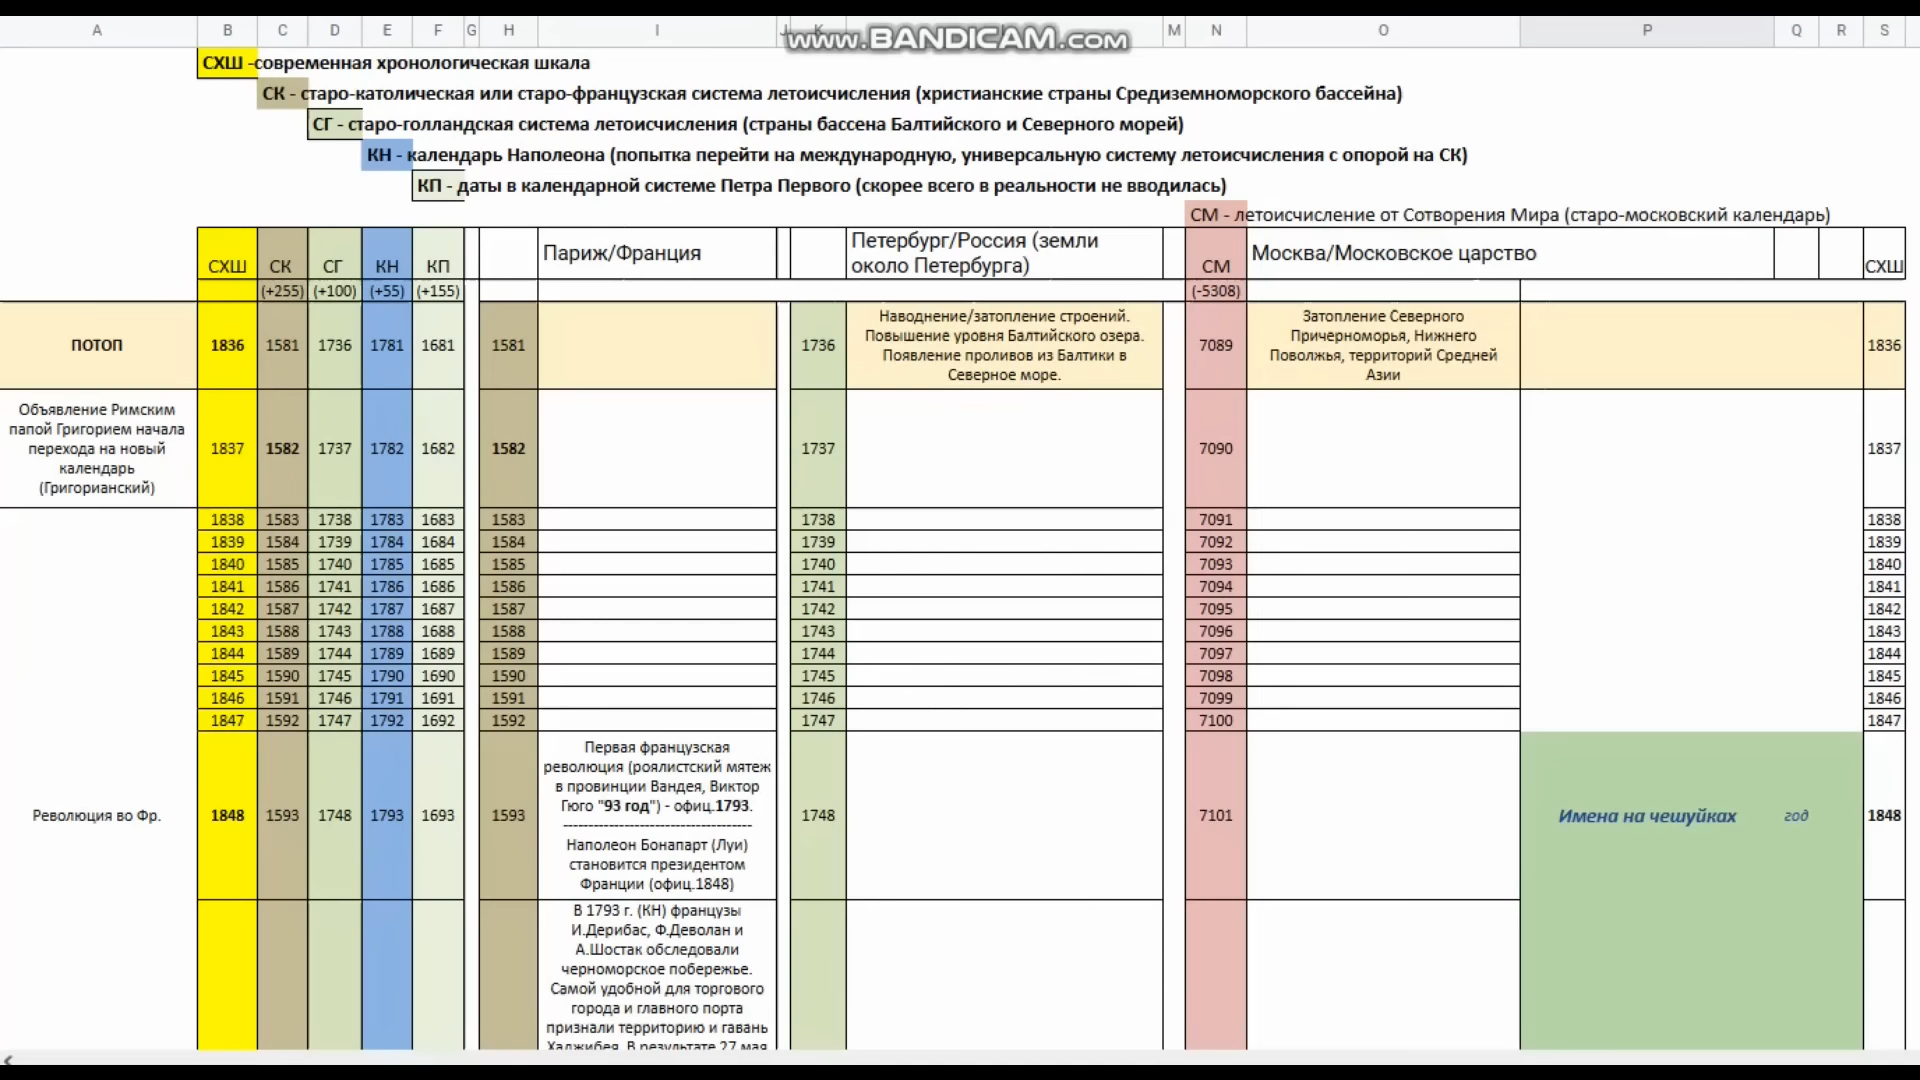 www.BANDICAM.com
A B C D E F G H I J K M N O P Q R S
СХШ -современная хронологическая шкала
СК - старо-католическая или старо-французская система летоисчисления (христианские страны Средиземноморского бассейна)
СГ - старо-голландская система летоисчисления (страны бассена Балтийского и Северного морей)
КН - календарь Наполеона (попытка перейти на международную, универсальную систему летоисчисления с опорой на СК)
КП - даты в календарной системе Петра Первого (скорее всего в реальности не вводилась)
СМ - летоисчисление от Сотворения Мира (старо-московский календарь)
СХШ СК СГ КН КП Париж/Франция Петербург/Россия (земли
около Петербурга) СМ Москва/Московское царство СХШ
(+255) (+100) (+55) (+155) (-5308)
ПОТОП 1836 1581 1736 1781 1681 1581 1736
Наводнение/затопление строений.
Повышение уровня Балтийского озера.
Появление проливов из Балтики в
Северное море.
7089
Затопление Северного
Причерноморья, Нижнего
Поволжья, территорий Средней
Азии
1836
Объявление Римским
папой Григорием начала
перехода на новый
календарь
(Григорианский)
1837 1582 1737 1782 1682 1582 1737 7090 1837
1838 1583 1738 1783 1683 1583 1738 7091 1838
1839 1584 1739 1784 1684 1584 1739 7092 1839
1840 1585 1740 1785 1685 1585 1740 7093 1840
1841 1586 1741 1786 1686 1586 1741 7094 1841
1842 1587 1742 1787 1687 1587 1742 7095 1842
1843 1588 1743 1788 1688 1588 1743 7096 1843
1844 1589 1744 1789 1689 1589 1744 7097 1844
1845 1590 1745 1790 1690 1590 1745 7098 1845
1846 1591 1746 1791 1691 1591 1746 7099 1846
1847 1592 1747 1792 1692 1592 1747 7100 1847
Революция во Фр. 1848 1593 1748 1793 1693 1593
Первая французская
революция (роялистский мятеж
в провинции Вандея, Виктор
Гюго "93 год") - офиц.1793.
-------------------------------------
Наполеон Бонапарт (Луи)
становится президентом
Франции (офиц.1848)
1748 7101 Имена на чешуйках год 1848
В 1793 г. (КН) французы
И.Дерибас, Ф.Деволан и
А.Шостак обследовали
черноморское побережье.
Самой удобной для торгового
города и главного порта
признали территорию и гавань
Хаджибея. В результате 27 мая